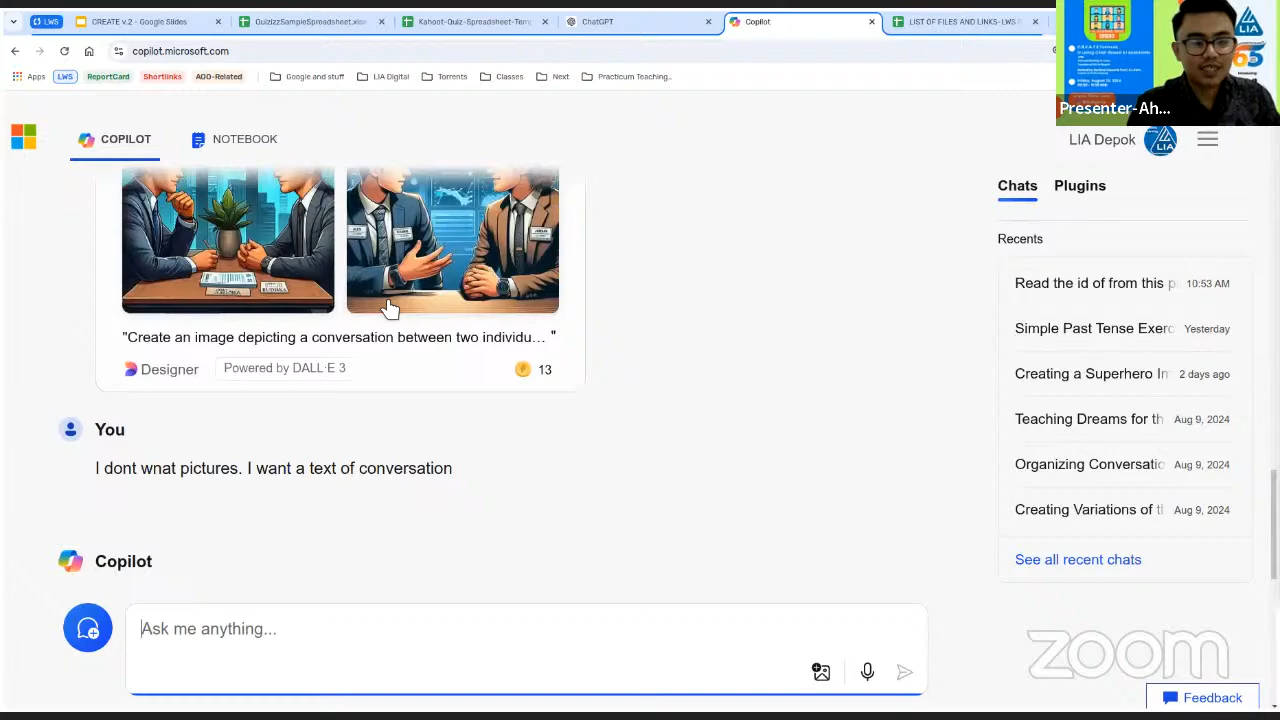 LWS
CREATE v.2 - Google Slides
QuizizzSampleSpreadsheet.xlsx
Kahoot-Quiz-Spreadsheet-Tem
ChatGPT
Copilot
LIST OF FILES AND LINKS-LWS
copilot.microsoft.com
Apps
LWS
ReportCard
Shortlinks
AOO-Related
Google and stuff
Torrents
Classes
Next
Practicum Teaching...
LIA
Presenter-Ah...
COPILOT
NOTEBOOK
LIA Depok
LIA
Chats
Plugins
Recents
Read the id of from this p
10:53 AM
Simple Past Tense Exerc
Yesterday
Creating a Superhero Im
2 days ago
Teaching Dreams for th
Aug 9, 2024
Organizing Conversatio
Aug 9, 2024
Creating Variations of t
Aug 9, 2024
See all recent chats
"Create an image depicting a conversation between two individu... "
Designer
Powered by DALL·E 3
13
You
I dont wnat pictures. I want a text of conversation
Copilot
Ask me anything...
zoom
Feedback